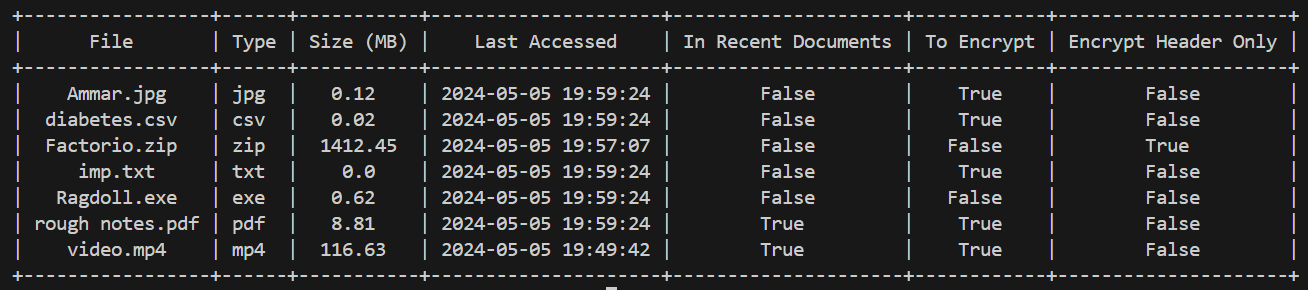 +-----------------+------+-----------+---------------------+---------------------+------------+---------------------+
|      File       | Type | Size (MB) |    Last Accessed    | In Recent Documents | To Encrypt | Encrypt Header Only |
+-----------------+------+-----------+---------------------+---------------------+------------+---------------------+
|    Ammar.jpg    | jpg  |   0.12    | 2024-05-05 19:59:24 |        False        |    True    |        False        |
|  diabetes.csv   | csv  |   0.02    | 2024-05-05 19:59:24 |        False        |    True    |        False        |
|  Factorio.zip   | zip  |  1412.45  | 2024-05-05 19:57:07 |        False        |   False    |        True         |
|     imp.txt     | txt  |    0.0    | 2024-05-05 19:59:24 |        False        |    True    |        False        |
|   Ragdoll.exe   | exe  |   0.62    | 2024-05-05 19:59:24 |        False        |   False    |        False        |
| rough notes.pdf | pdf  |   8.81    | 2024-05-05 19:59:24 |        True         |    True    |        False        |
|    video.mp4    | mp4  |  116.63   | 2024-05-05 19:49:42 |        True         |    True    |        False        |
+-----------------+------+-----------+---------------------+---------------------+------------+---------------------+